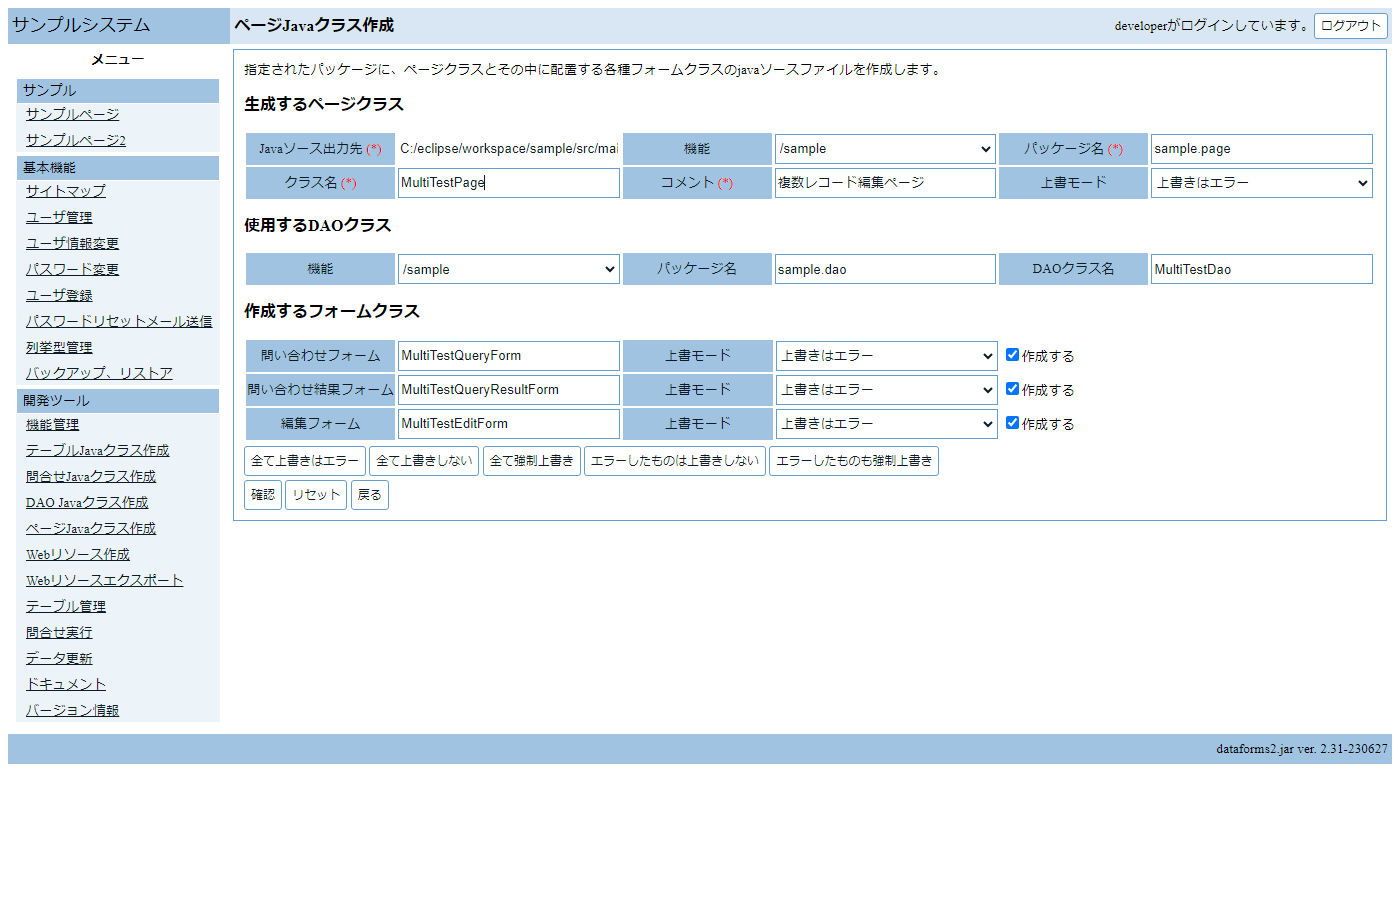 サンプルシステム
ページJavaクラス作成
developerがログインしています。 ログアウト
メニュー
サンプル
サンプルページ
サンプルページ2
基本機能
サイトマップ
ユーザ管理
ユーザ情報変更
パスワード変更
ユーザ登録
パスワードリセットメール送信
列挙型管理
バックアップ、リストア
開発ツール
機能管理
テーブルJavaクラス作成
問合せJavaクラス作成
DAO Javaクラス作成
ページJavaクラス作成
Webリソース作成
Webリソースエクスポート
テーブル管理
問合せ実行
データ更新
ドキュメント
バージョン情報
指定されたパッケージに、ページクラスとその中に配置する各種フォームクラスのjavaソースファイルを作成します。
生成するページクラス
Javaソース出力先 (*) C:/eclipse/workspace/sample/src/mai 機能 /sample パッケージ名 (*) sample.page
クラス名 (*) MultiTestPage コメント (*) 複数レコード編集ページ 上書モード 上書きはエラー
使用するDAOクラス
機能 /sample パッケージ名 sample.dao DAOクラス名 MultiTestDao
作成するフォームクラス
問い合わせフォーム MultiTestQueryForm 上書モード 上書きはエラー 作成する
問い合わせ結果フォーム MultiTestQueryResultForm 上書モード 上書きはエラー 作成する
編集フォーム MultiTestEditForm 上書モード 上書きはエラー 作成する
全て上書きはエラー 全て上書きしない 全て強制上書き エラーしたものは上書きしない エラーしたものも強制上書き
確認 リセット 戻る
dataforms2.jar ver. 2.31-230627